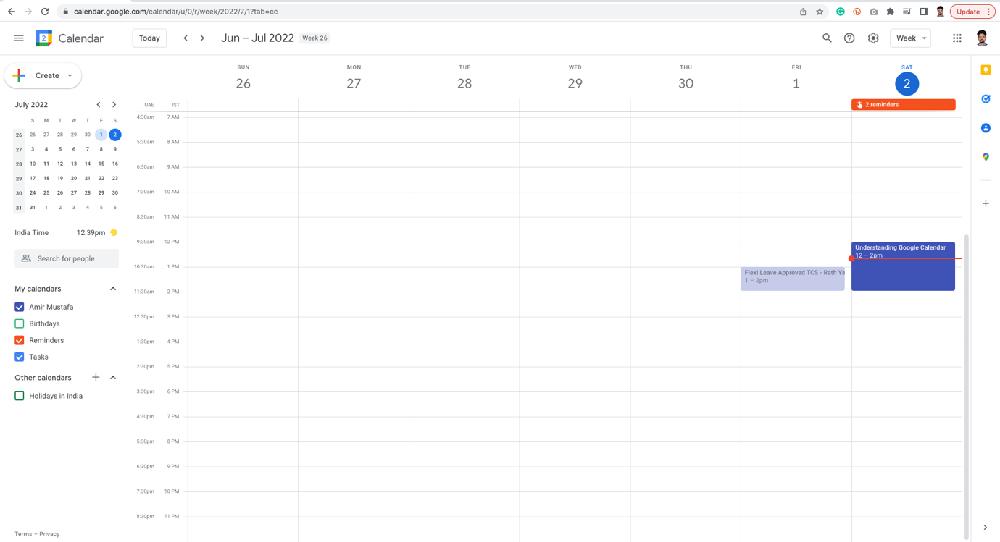 calendar.google.com/calendar/u/0/r/week/2022/7/1?tab=cc
Update
2
Calendar
Today
Jun – Jul 2022
Week 26
Week
Create
July 2022
S M T W T F S
26 26 27 28 29 30 1 2
27 3 4 5 6 7 8 9
28 10 11 12 13 14 15 16
29 17 18 19 20 21 22 23
30 24 25 26 27 28 29 30
31 31 1 2 3 4 5 6
India Time 12:39pm
Search for people
My calendars
Amir Mustafa
Birthdays
Reminders
Tasks
Other calendars
Holidays in India
Terms – Privacy
SUN MON TUE WED THU FRI SAT
26 27 28 29 30 1 2
UAE IST
2 reminders
4:30am 7 AM
5:30am 8 AM
6:30am 9 AM
7:30am 10 AM
8:30am 11 AM
9:30am 12 PM
Understanding Google Calendar
12 – 2pm
10:30am 1 PM
Flexi Leave Approved TCS - Rath Ya
1 – 2pm
11:30am 2 PM
12:30pm 3 PM
1:30pm 4 PM
2:30pm 5 PM
3:30pm 6 PM
4:30pm 7 PM
5:30pm 8 PM
6:30pm 9 PM
7:30pm 10 PM
8:30pm 11 PM